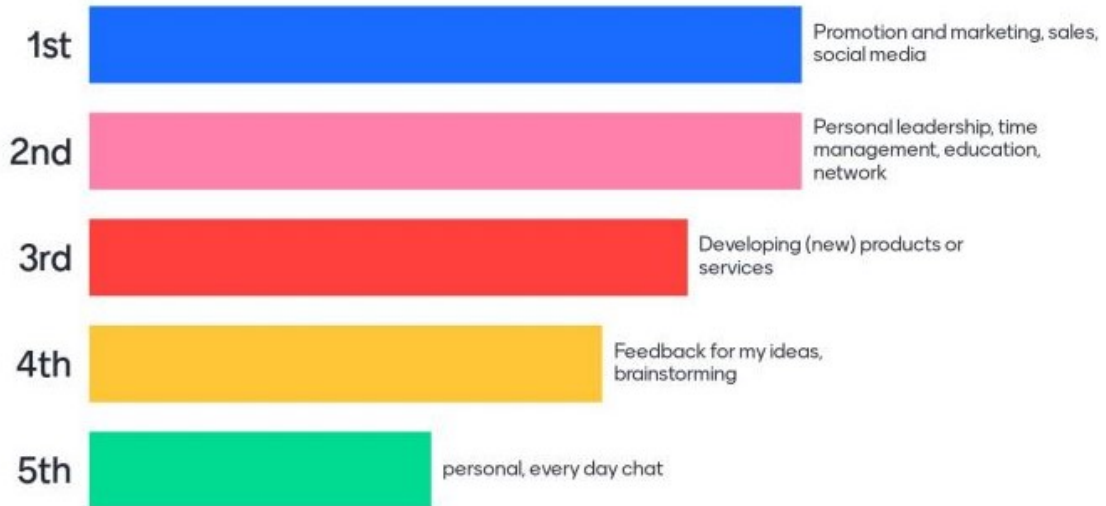 1st
Promotion and marketing, sales,
social media
2nd
Personal leadership, time
management, education,
network
3rd
Developing (new) products or
services
4th
Feedback for my ideas,
brainstorming
5th
personal, every day chat